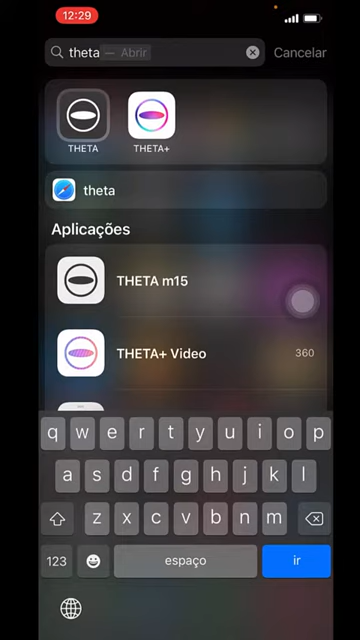 12:29
theta — Abrir
Cancelar
THETA
THETA+
theta
Aplicações
THETA m15
THETA+ Video
360
q w e r t y u i o p
a s d f g h j k l
z x c v b n m
123
espaço
ir